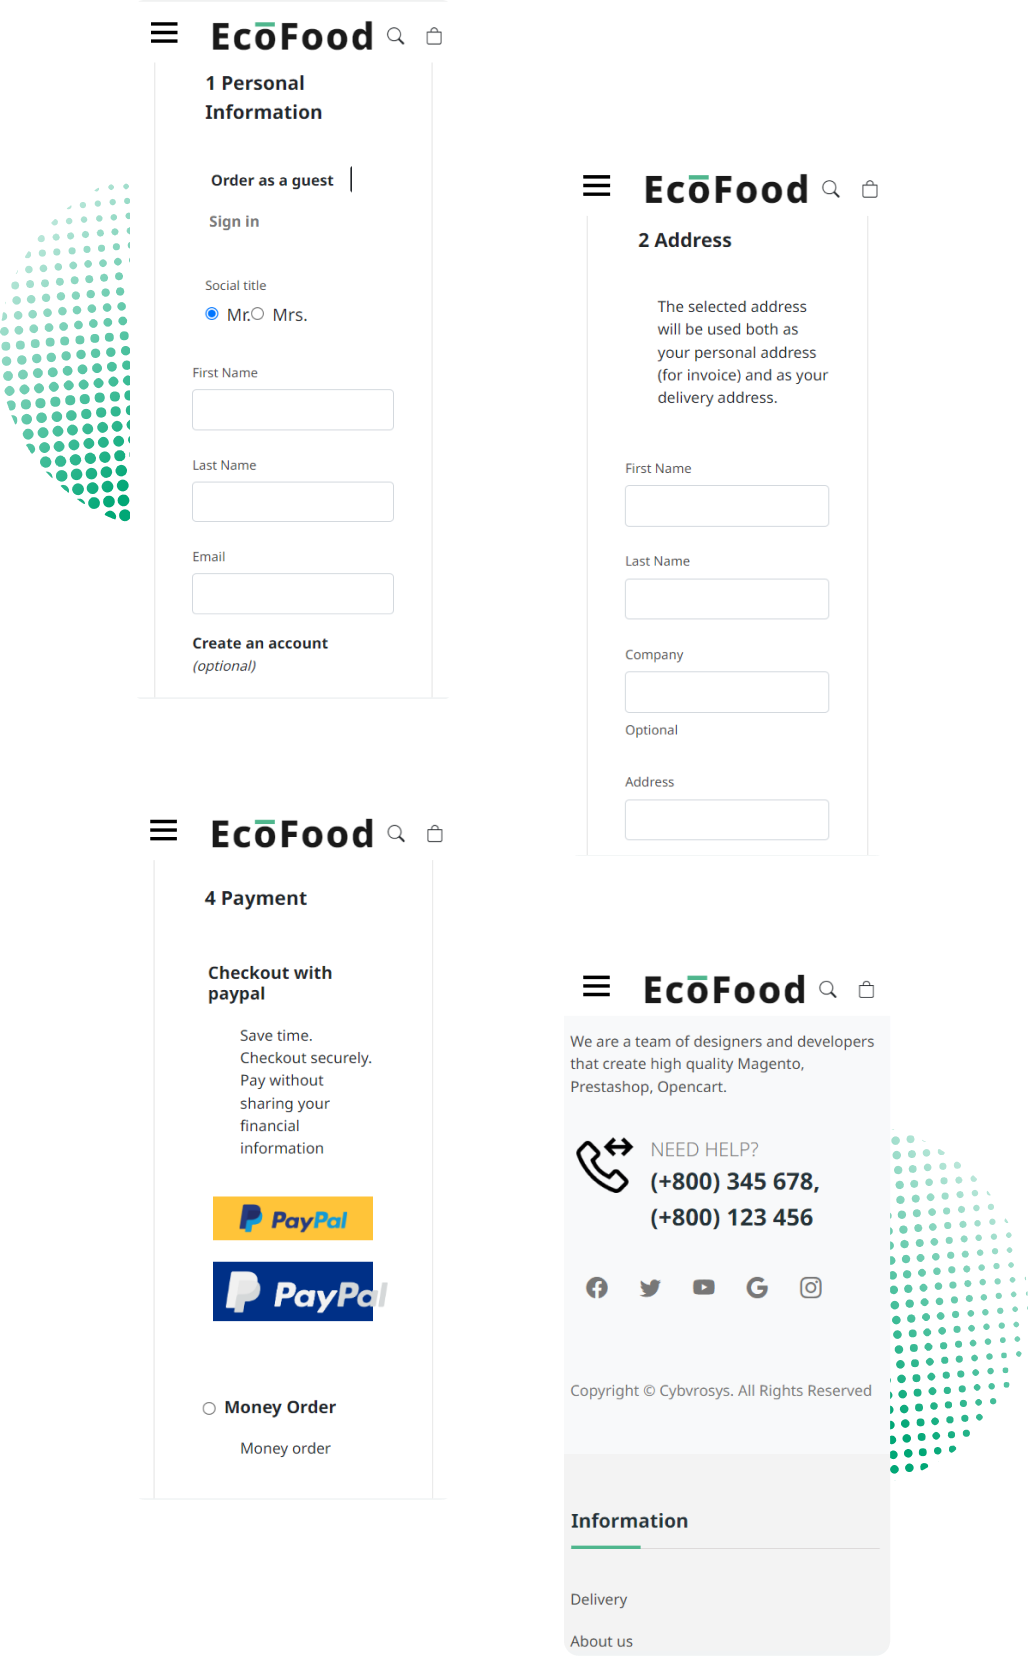 EcoFood
1 Personal
Information
Order as a guest
Sign in
Social title
Mr. Mrs.
First Name
Last Name
Email
Create an account
(optional)
EcoFood
2 Address
The selected address
will be used both as
your personal address
(for invoice) and as your
delivery address.
First Name
Last Name
Company
Optional
Address
EcoFood
4 Payment
Checkout with
paypal
Save time.
Checkout securely.
Pay without
sharing your
financial
information
PayPal
PayPal
Money Order
Money order
EcoFood
We are a team of designers and developers
that create high quality Magento,
Prestashop, Opencart.
NEED HELP?
(+800) 345 678,
(+800) 123 456
Copyright © Cybvrosys. All Rights Reserved
Information
Delivery
About us